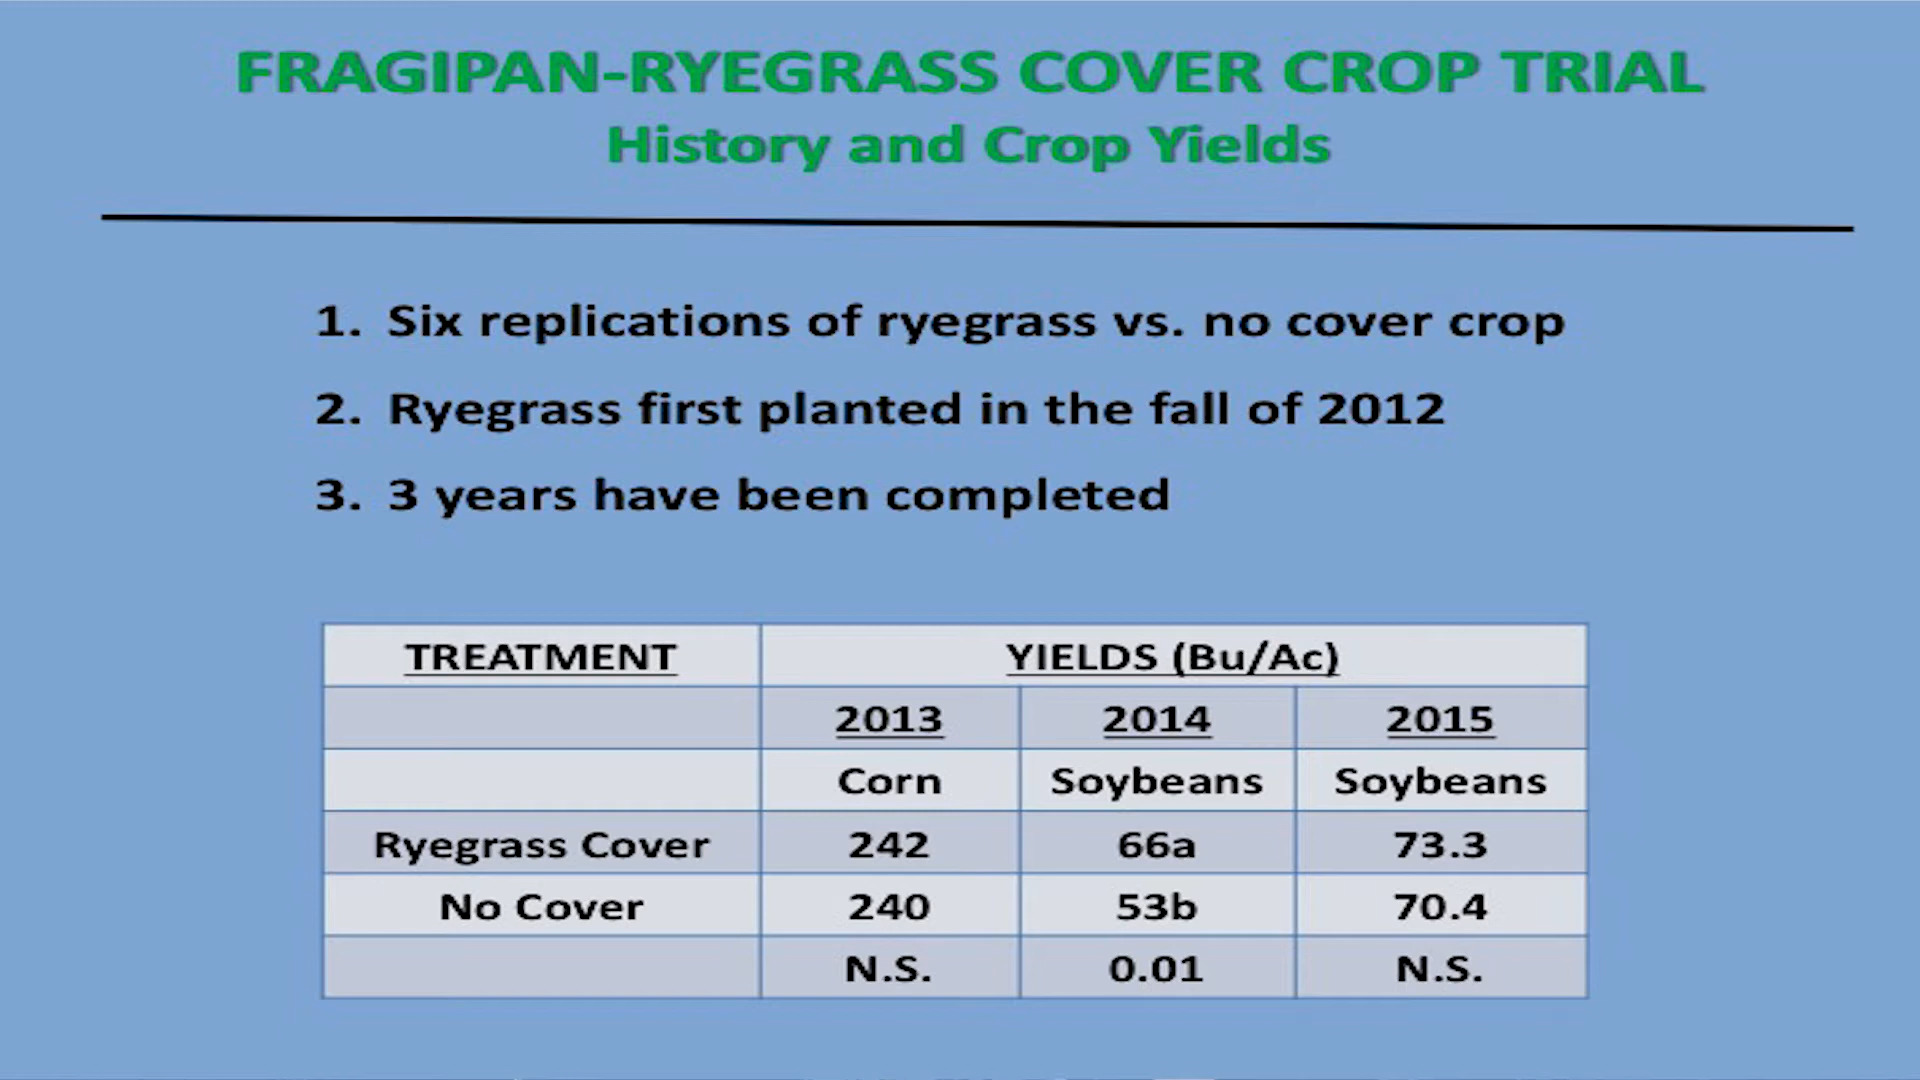 FRAGIPAN-RYEGRASS COVER CROP TRIAL
History and Crop Yields
1. Six replications of ryegrass vs. no cover crop
2. Ryegrass first planted in the fall of 2012
3. 3 years have been completed
TREATMENT YIELDS (Bu/Ac)
2013 2014 2015
Corn Soybeans Soybeans
Ryegrass Cover 242 66a 73.3
No Cover 240 53b 70.4
N.S. 0.01 N.S.